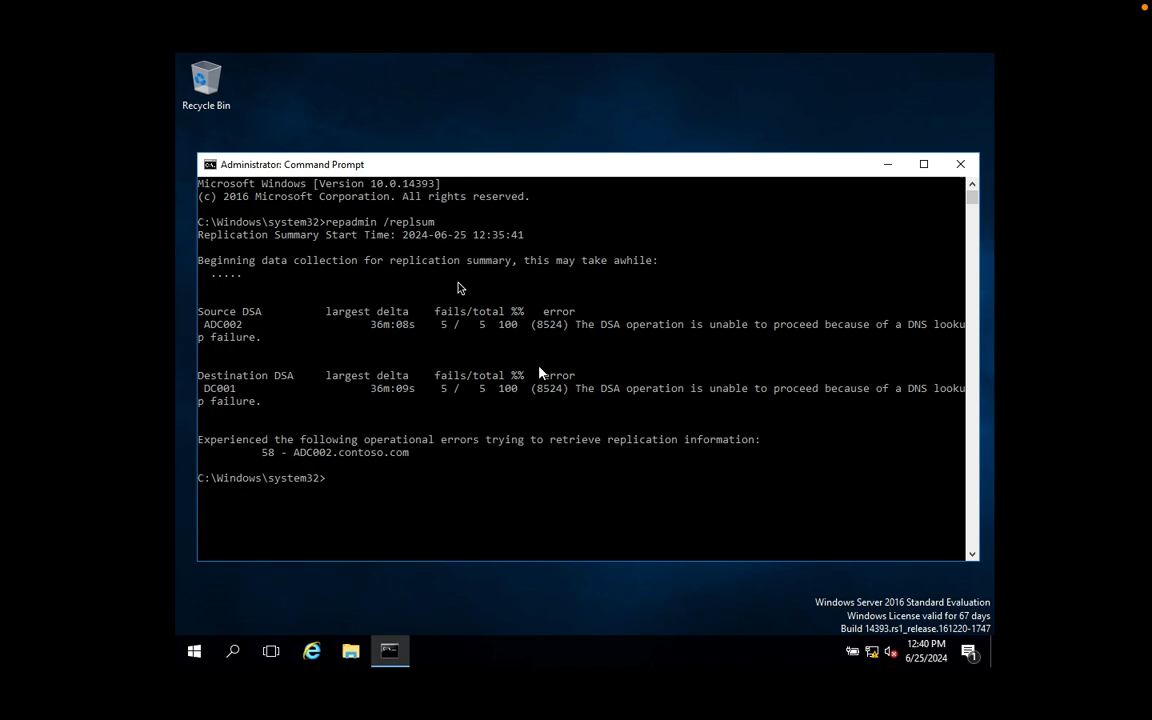 Recycle Bin
Administrator: Command Prompt
Microsoft Windows [Version 10.0.14393]
(c) 2016 Microsoft Corporation. All rights reserved.
C:\Windows\system32>repadmin /replsum
Replication Summary Start Time: 2024-06-25 12:35:41
Beginning data collection for replication summary, this may take awhile:
.....
Source DSA largest delta fails/total %% error
ADC002 36m:08s 5 / 5 100 (8524) The DSA operation is unable to proceed because of a DNS looku
p failure.
Destination DSA largest delta fails/total %% error
DC001 36m:09s 5 / 5 100 (8524) The DSA operation is unable to proceed because of a DNS looku
p failure.
Experienced the following operational errors trying to retrieve replication information:
58 - ADC002.contoso.com
C:\Windows\system32>
Windows Server 2016 Standard Evaluation
Windows License valid for 67 days
Build 14393.rs1_release.161220-1747
12:40 PM
6/25/2024
1